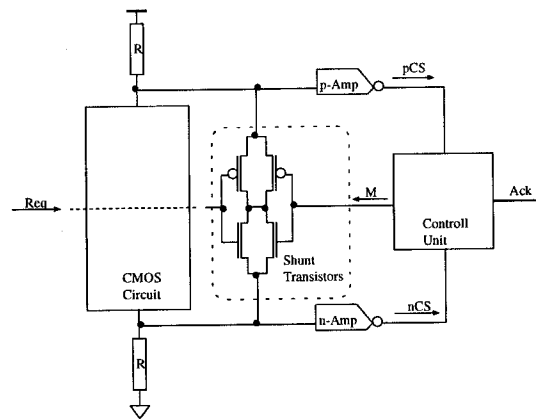 R
p-Amp
pCS
Req
M
Ack
Controll
Unit
Shunt
Transistors
CMOS
Circuit
n-Amp
nCS
R